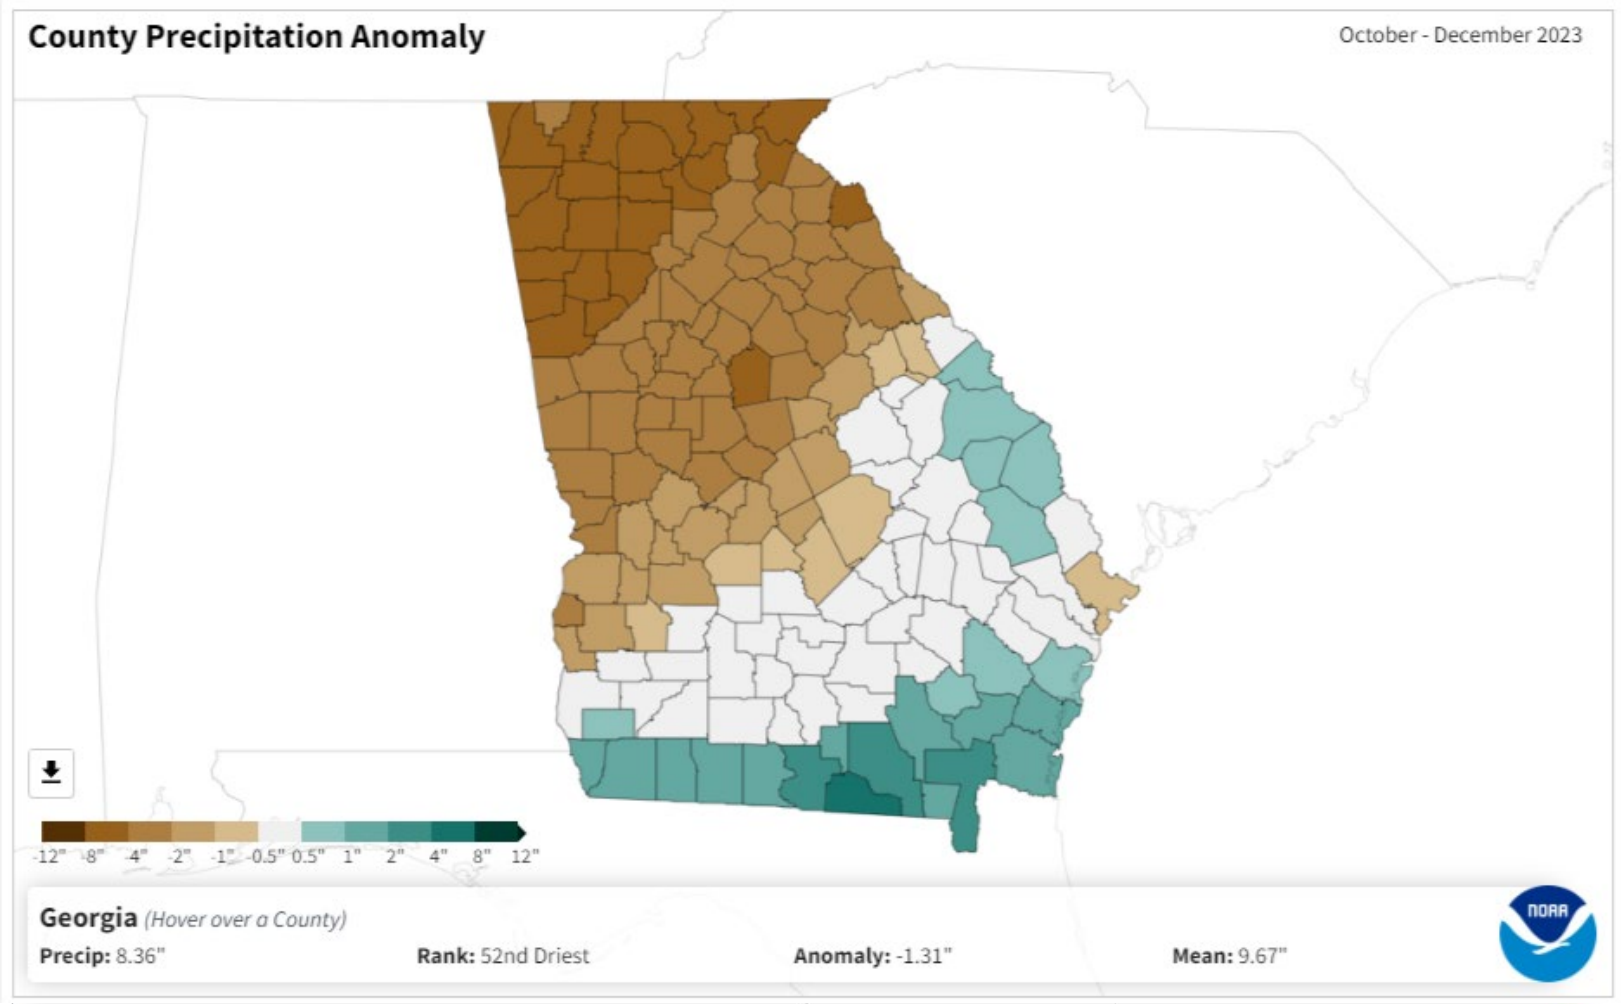 County Precipitation Anomaly
October - December 2023
-12" -8" -4" -2" -1" -0.5" 0.5" 1" 2" 4" 8" 12"
Georgia (Hover over a County)
Precip: 8.36" Rank: 52nd Driest Anomaly: -1.31" Mean: 9.67"
NOAA